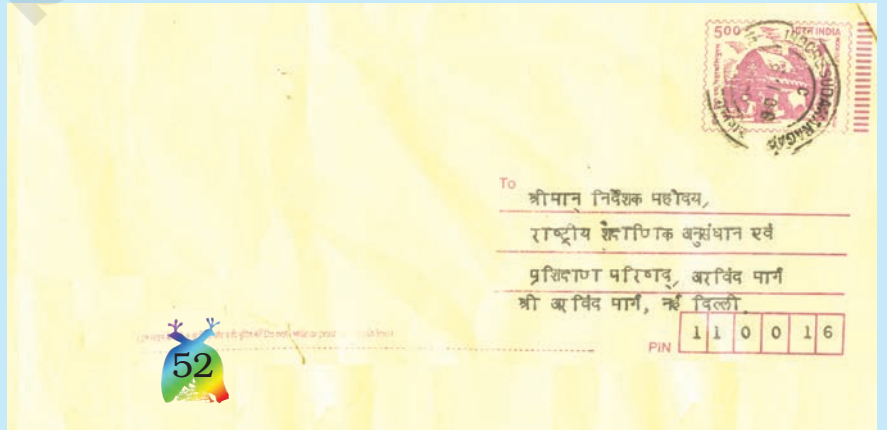 500
INDIA
SUDAMANAGAR
To
श्रीमान् निर्देशक महोदय,
राष्ट्रीय शैक्षणिक अनुसंधान एवं
प्रशिक्षण परिषद्, अरविंद मार्ग
श्री अरविंद मार्ग, नई दिल्ली
PIN 110016
52